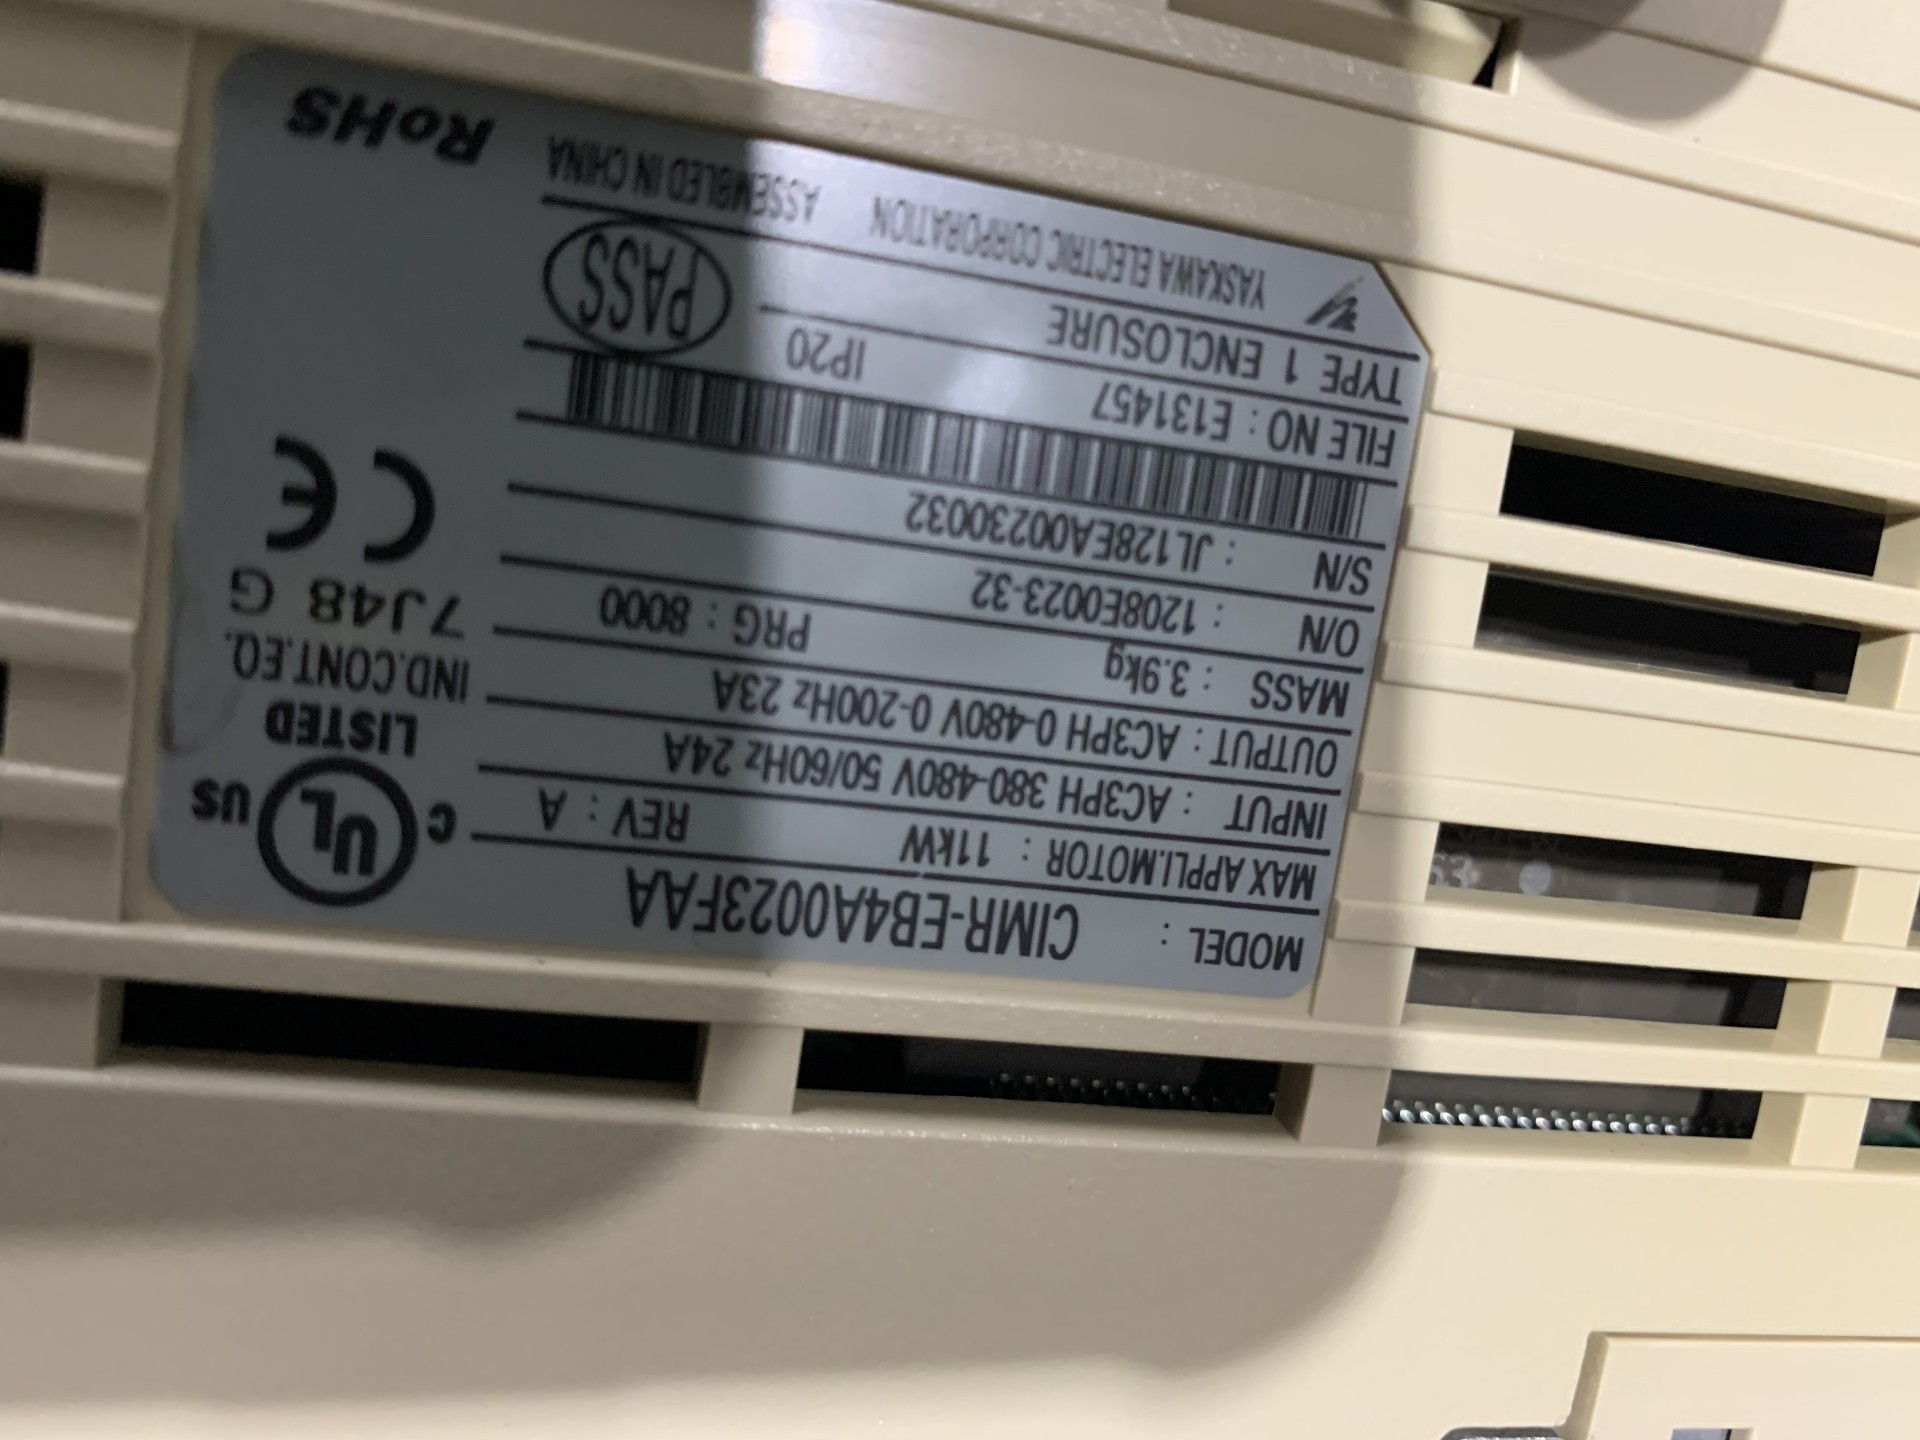 MODEL : CIMR-EB4A0023FAA
MAX APPLI.MOTOR : 11kW REV : A
INPUT : AC3PH 380-480V 50/60Hz 24A
OUTPUT : AC3PH 0-480V 0-200Hz 23A
MASS : 3.9kg PRG : 8000
O/N : 1208E0023-32
S/N : JL128EA00230032
FILE NO : E131457 IP20
TYPE 1 ENCLOSURE
PASS
YASKAWA ELECTRIC CORPORATION ASSEMBLED IN CHINA
C UL US
LISTED
IND.CONT.EQ.
7J48 G
CE
RoHS